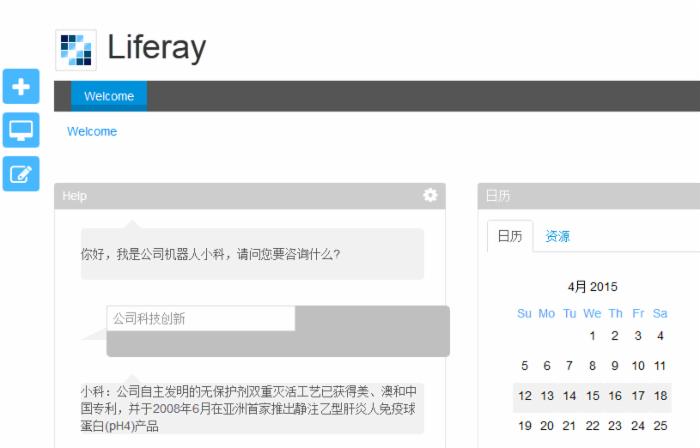 Liferay
Welcome
Welcome
Help
你好，我是公司机器人小科，请问您要咨询什么?
公司科技创新
小科：公司自主发明的无保护剂双重灭活工艺已获得美、澳和中
国专利，并于2008年6月在亚洲首家推出静注乙型肝炎人免疫球
蛋白(pH4)产品
日历
日历 资源
4月 2015
Su Mo Tu We Th Fr Sa
1 2 3 4
5 6 7 8 9 10 11
12 13 14 15 16 17 18
19 20 21 22 23 24 25